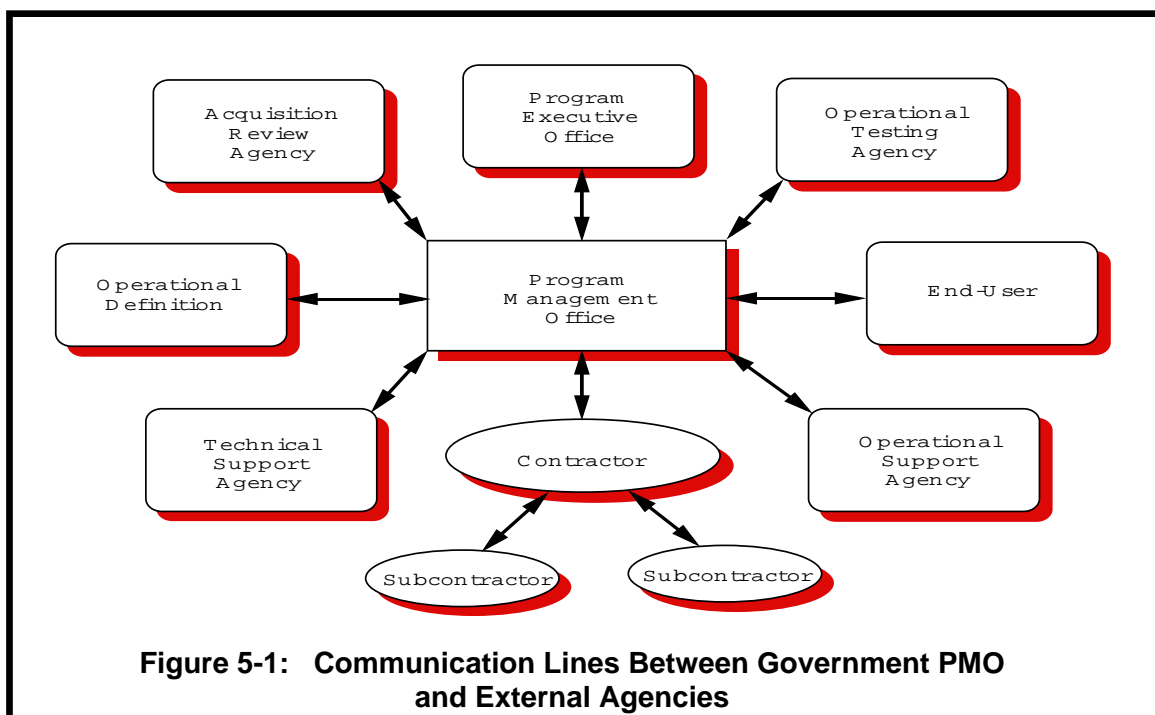 Acquisition
Review
Agency
Program
Executive
Office
Operational
Testing
Agency
Operational
Definition
Program
Management
Office
End-User
Technical
Support
Agency
Contractor
Operational
Support
Agency
Subcontractor
Subcontractor
Figure 5-1: Communication Lines Between Government PMO
and External Agencies